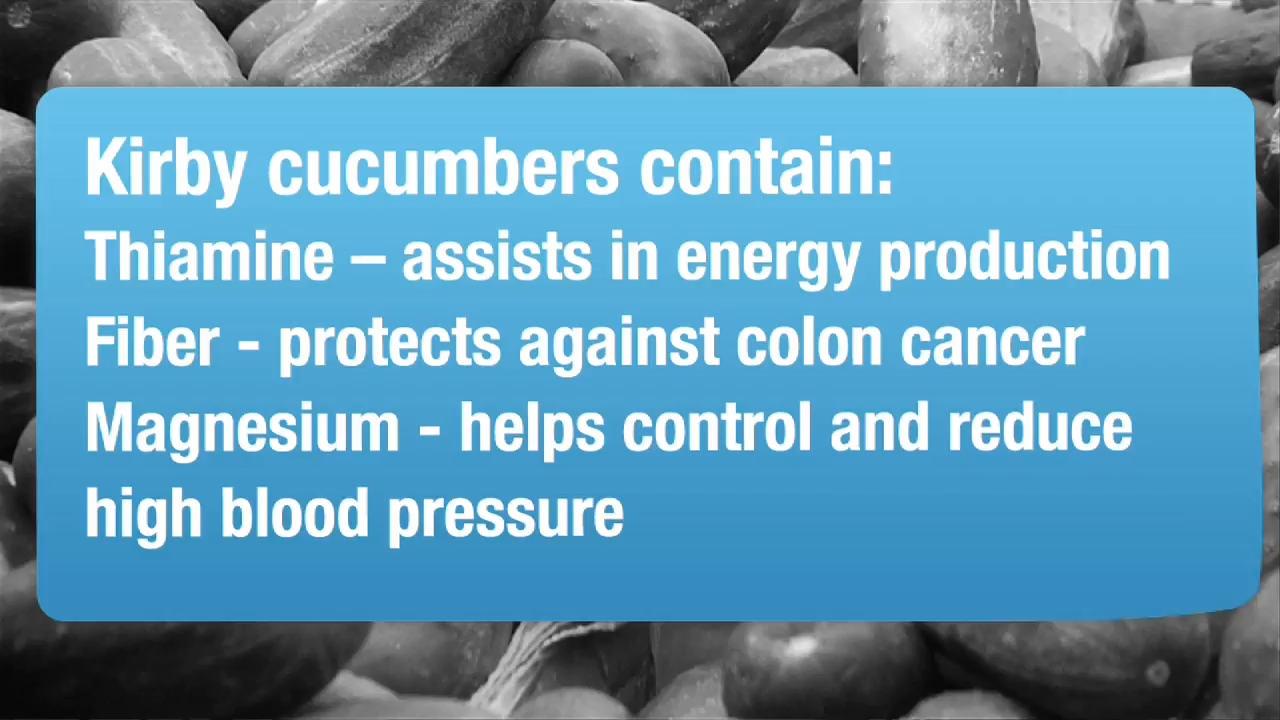 Kirby cucumbers contain:
Thiamine – assists in energy production
Fiber - protects against colon cancer
Magnesium - helps control and reduce
high blood pressure